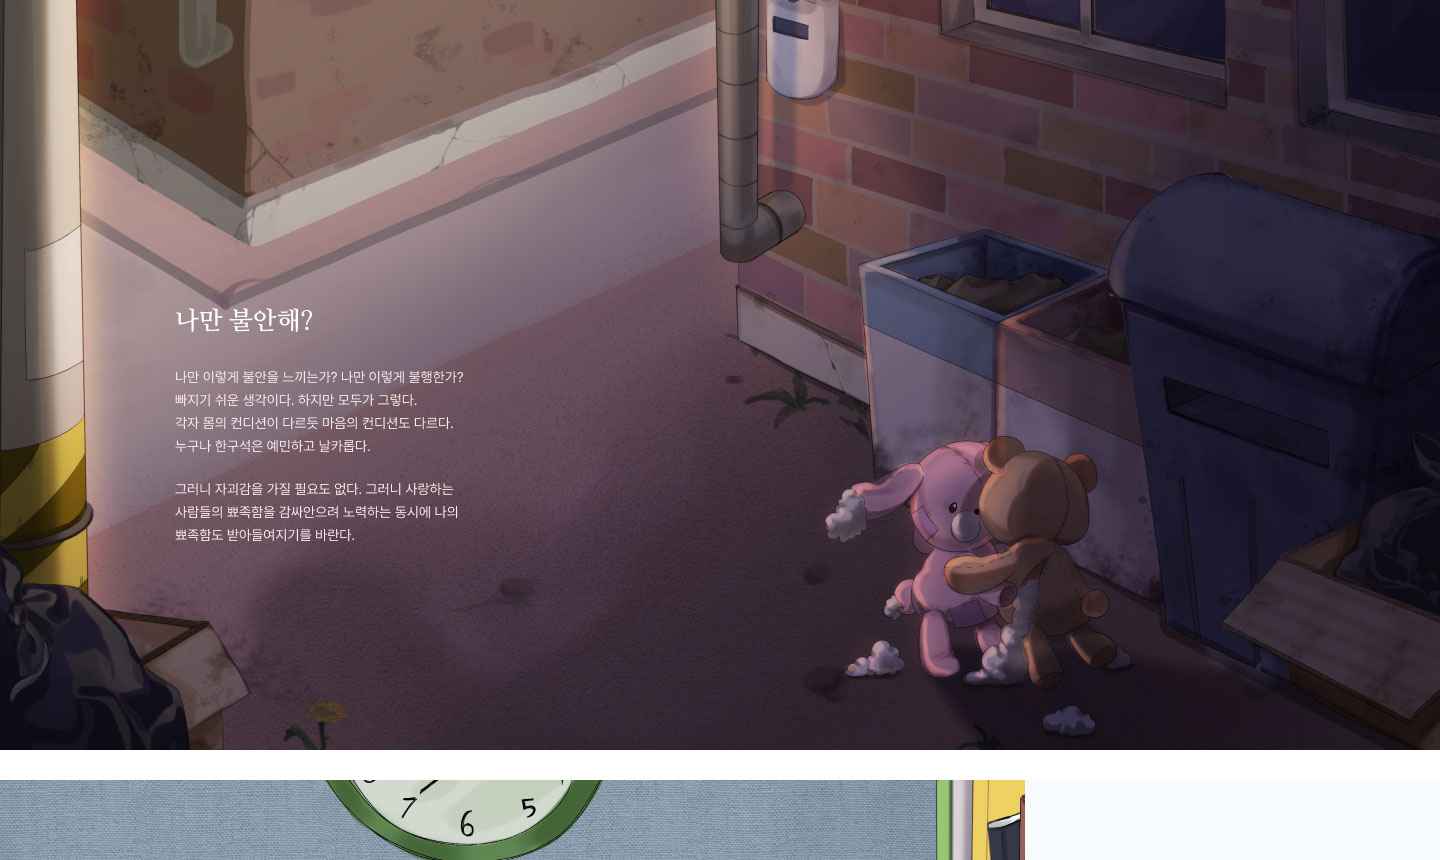 나만 불안해?
나만 이렇게 불안을 느끼는가? 나만 이렇게 불행한가?
빠지기 쉬운 생각이다. 하지만 모두가 그렇다.
각자 몸의 컨디션이 다르듯 마음의 컨디션도 다르다.
누구나 한구석은 예민하고 날카롭다.
그러니 자괴감을 가질 필요도 없다. 그러니 사랑하는
사람들의 뾰족함을 감싸안으려 노력하는 동시에 나의
뾰족함도 받아들여지기를 바란다.
7 6 5